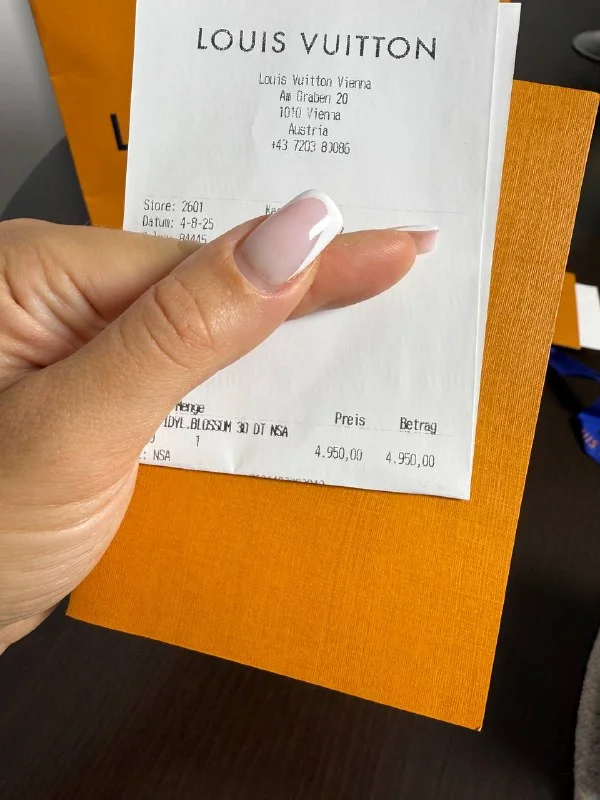 LOUIS VUITTON
Louis Vuitton Vienna
Am Graben 20
1010 Vienna
Austria
+43 7203 80086
Store: 2601
Datum: 4-8-25
Menge Preis Betrag
IDYL.BLOSSOM 3D DT NSA
1 4.950,00 4.950,00
: NSA
L